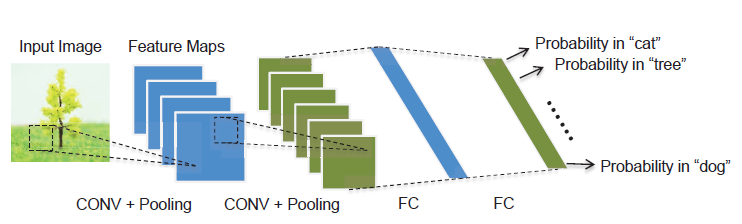 Input Image
Feature Maps
Probability in “cat”
Probability in “tree”
Probability in “dog”
CONV + Pooling
CONV + Pooling
FC
FC